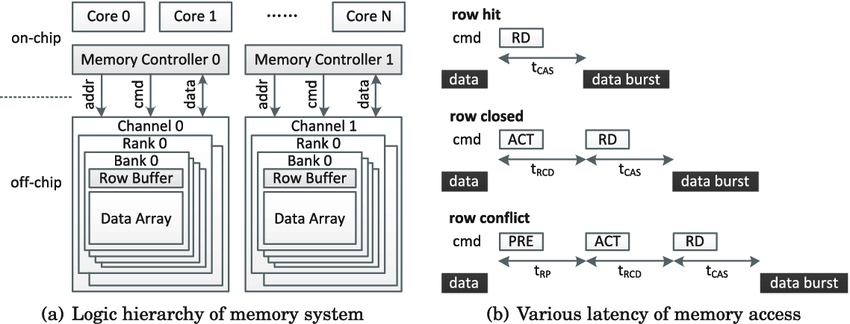 Core 0 Core 1 ...... Core N
on-chip
Memory Controller 0 Memory Controller 1
addr cmd data addr cmd data
Channel 0 Channel 1
Rank 0 Rank 0
Bank 0 Bank 0
off-chip
Row Buffer Row Buffer
Data Array Data Array
(a) Logic hierarchy of memory system
row hit
cmd RD
tCAS
data data burst
row closed
cmd ACT RD
tRCD tCAS
data data burst
row conflict
cmd PRE ACT RD
tRP tRCD tCAS
data data burst
(b) Various latency of memory access